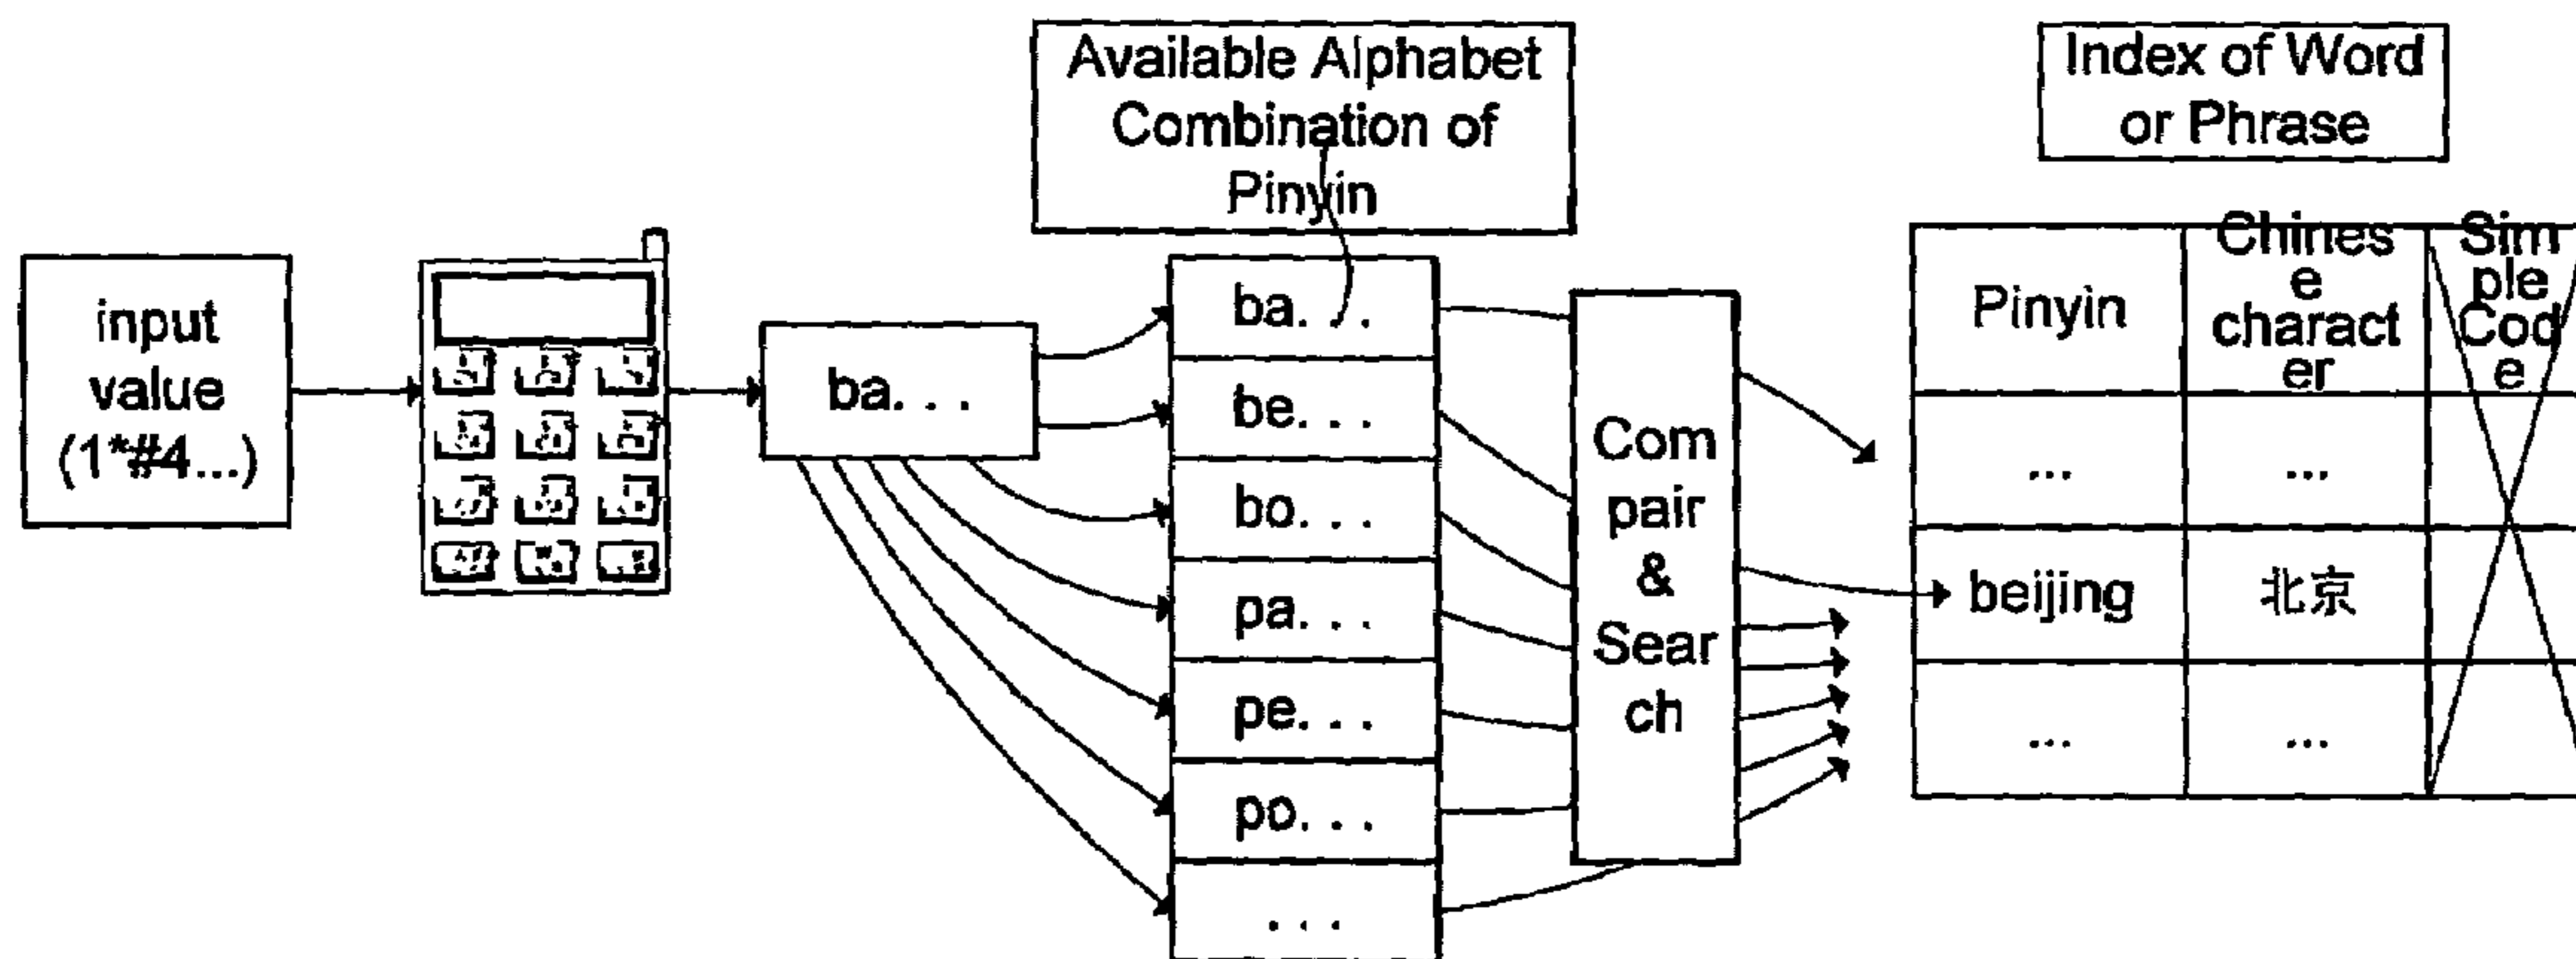 Available Alphabet
Combination of
Pinyin
Index of Word
or Phrase
input
value
(1*#4...)
ba. . .
ba. . .
be. . .
bo. . .
pa. . .
pe. . .
po. . .
. . .
Com
pair
&
Sear
ch
Pinyin
Chines
e
charact
er
Sim
ple
Cod
e
... ...
beijing 北京
... ...